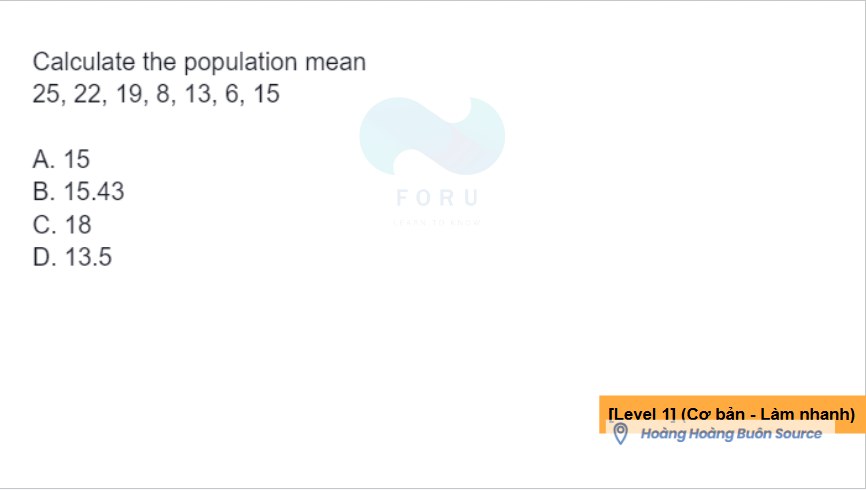 Calculate the population mean
25, 22, 19, 8, 13, 6, 15
A. 15
B. 15.43
C. 18
D. 13.5
FORU
[Level 1] (Cơ bản - Làm nhanh)
Hoàng Hoàng Buôn Source